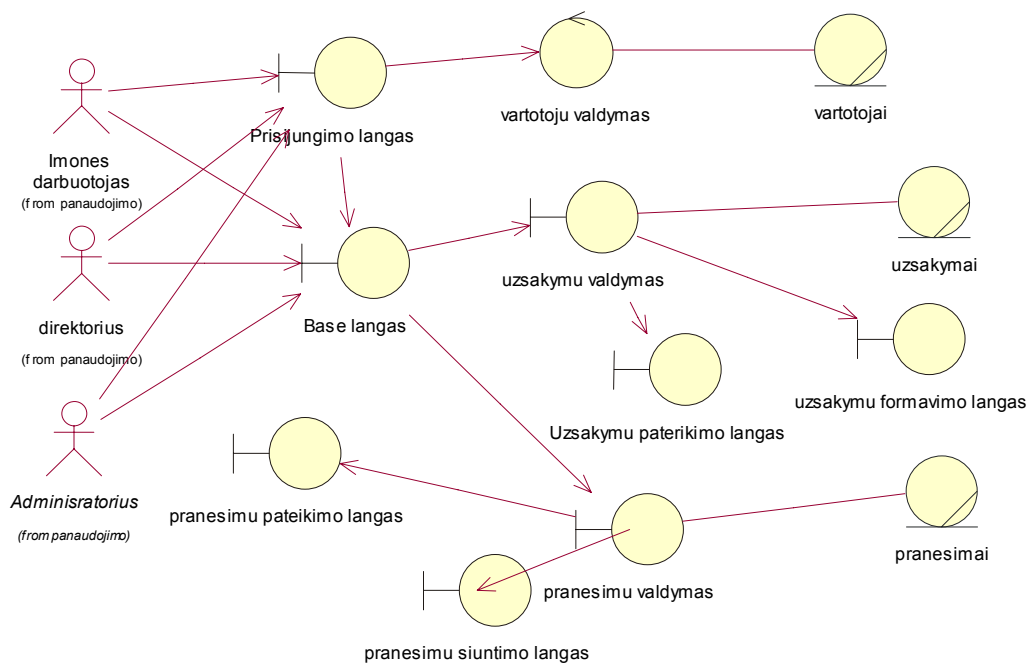 Imones
darbuotojas
(from panaudojimo)
Prisijungimo langas
vartotoju valdymas
vartotojai
direktorius
(from panaudojimo)
Base langas
uzsakymu valdymas
uzsakymai
Uzsakymu paterikimo langas
uzsakymu formavimo langas
Adminisratorius
(from panaudojimo)
pranesimu pateikimo langas
pranesimu valdymas
pranesimai
pranesimu siuntimo langas